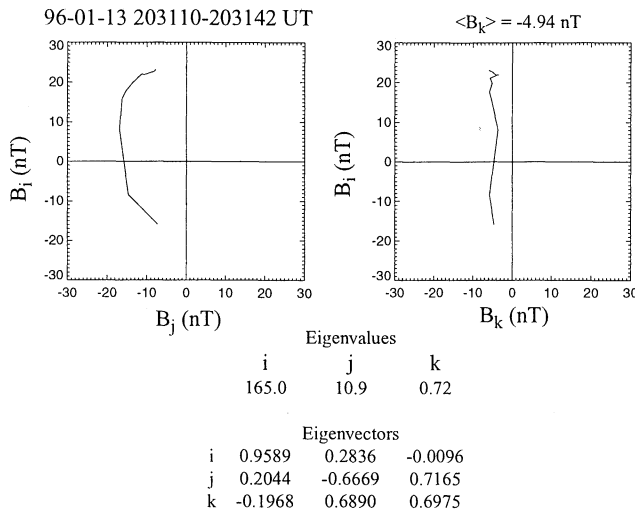 96-01-13 203110-203142 UT
<B_k> = -4.94 nT
30
20
10
0
-10
-20
-30
B_i (nT)
-30 -20 -10 0 10 20 30
B_j (nT)
30
20
10
0
-10
-20
-30
B_i (nT)
-30 -20 -10 0 10 20 30
B_k (nT)
Eigenvalues
i j k
165.0 10.9 0.72
Eigenvectors
i 0.9589 0.2836 -0.0096
j 0.2044 -0.6669 0.7165
k -0.1968 0.6890 0.6975